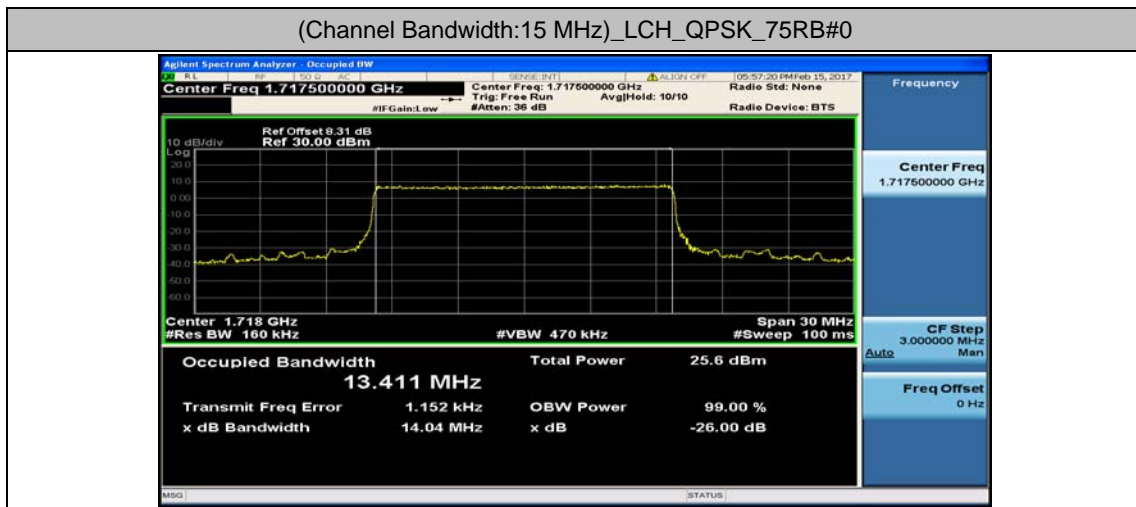 (Channel Bandwidth:15 MHz)_LCH_QPSK_75RB#0
Agilent Spectrum Analyzer - Occupied BW
RL RF 50 Ω AC SENSE:INT ALIGN OFF 05:57:20 PM Feb 15, 2017
Center Freq 1.717500000 GHz
Center Freq: 1.717500000 GHz
Radio Std: None
Trig: Free Run Avg|Hold: 10/10
#IFGain:Low #Atten: 36 dB Radio Device: BTS
Frequency
Ref Offset 8.31 dB
10 dB/div Ref 30.00 dBm
Log
20.0
10.0
0.00
-10.0
-20.0
-30.0
-40.0
-50.0
-60.0
Center 1.718 GHz Span 30 MHz
#Res BW 160 kHz #VBW 470 kHz #Sweep 100 ms
Center Freq
1.717500000 GHz
CF Step
3.000000 MHz
Auto Man
Freq Offset
0 Hz
Occupied Bandwidth Total Power 25.6 dBm
13.411 MHz
Transmit Freq Error 1.152 kHz OBW Power 99.00 %
x dB Bandwidth 14.04 MHz x dB -26.00 dB
MSG STATUS